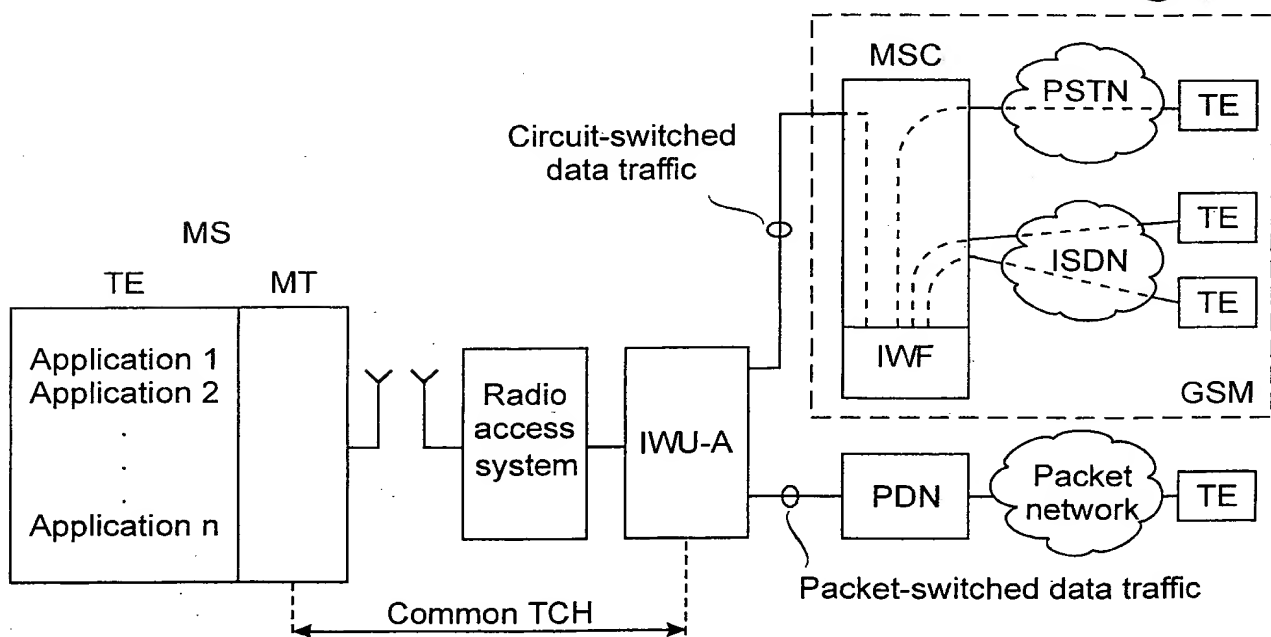 MSC
PSTN
TE
Circuit-switched
data traffic
MS
TE
MT
TE
ISDN
TE
Application 1
Application 2
.
.
.
Application n
Radio
access
system
IWU-A
IWF
GSM
PDN
Packet
network
TE
Packet-switched data traffic
Common TCH